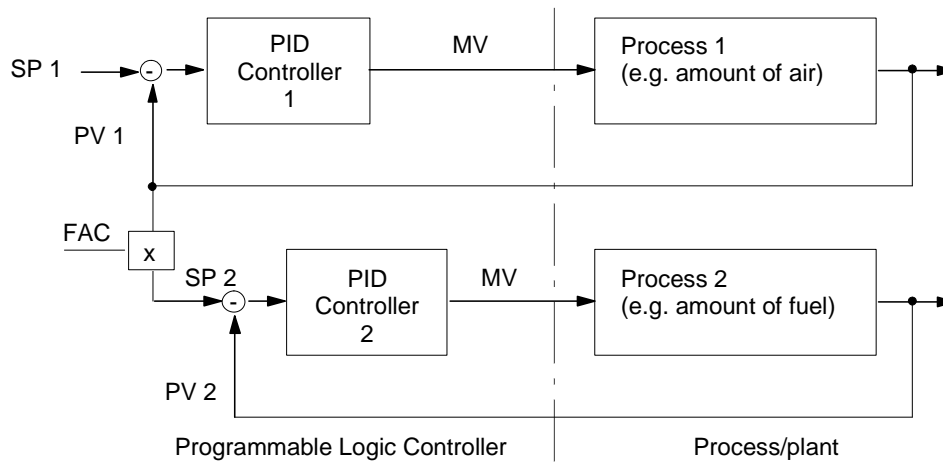 SP 1
-
PID
Controller
1
MV
Process 1
(e.g. amount of air)
PV 1
FAC
x
SP 2
-
PID
Controller
2
MV
Process 2
(e.g. amount of fuel)
PV 2
Programmable Logic Controller
Process/plant